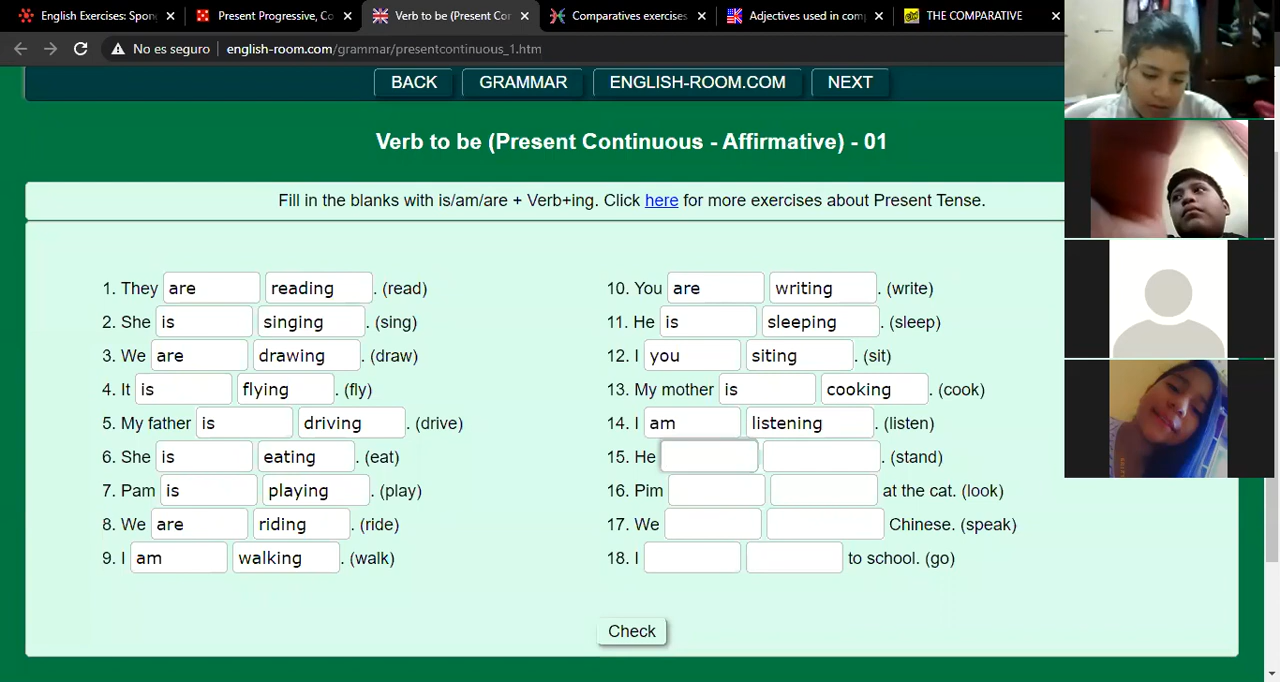 English Exercises: Spon
Present Progressive, Co
Verb to be (Present Con
Comparatives exercises
Adjectives used in com
THE COMPARATIVE
No es seguro english-room.com/grammar/presentcontinuous_1.htm
BACK GRAMMAR ENGLISH-ROOM.COM NEXT
Verb to be (Present Continuous - Affirmative) - 01
Fill in the blanks with is/am/are + Verb+ing. Click here for more exercises about Present Tense.
1. They are reading . (read)
2. She is singing . (sing)
3. We are drawing . (draw)
4. It is flying . (fly)
5. My father is driving . (drive)
6. She is eating . (eat)
7. Pam is playing . (play)
8. We are riding . (ride)
9. I am walking . (walk)
10. You are writing . (write)
11. He is sleeping . (sleep)
12. I you siting . (sit)
13. My mother is cooking . (cook)
14. I am listening . (listen)
15. He . (stand)
16. Pim at the cat. (look)
17. We Chinese. (speak)
18. I to school. (go)
Check